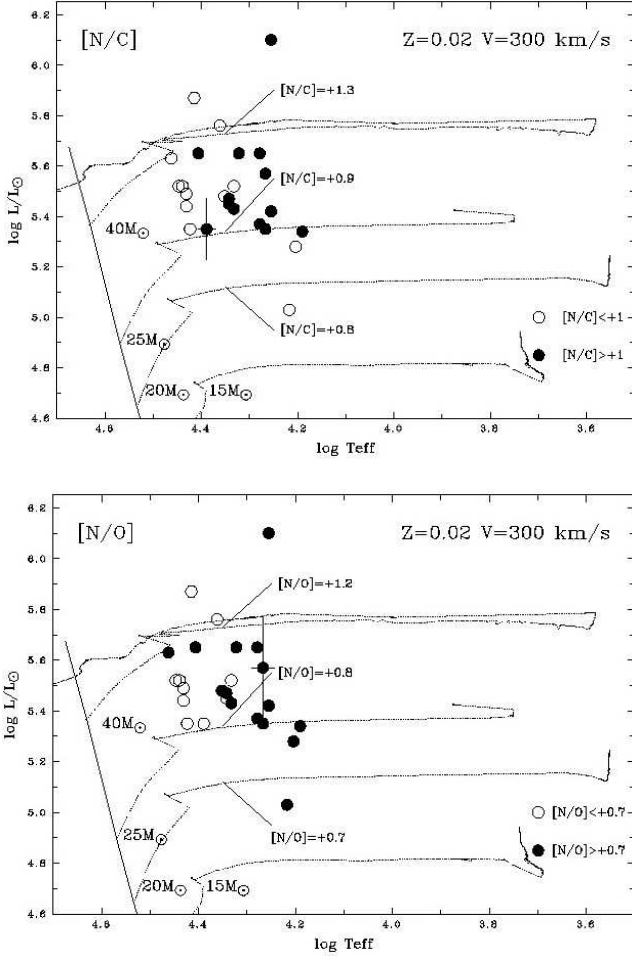 [N/C]
Z=0.02 V=300 km/s
[N/C]=+1.3
[N/C]=+0.9
[N/C]=+0.8
40M⊙
25M⊙
20M⊙
15M⊙
[N/C]<+1
[N/C]>+1
6.2
6.0
5.8
5.6
5.4
5.2
5.0
4.8
4.6
log L/L⊙
4.6
4.4
4.2
4.0
3.8
3.6
log Teff
[N/O]
Z=0.02 V=300 km/s
[N/O]=+1.2
[N/O]=+0.8
[N/O]=+0.7
40M⊙
25M⊙
20M⊙
15M⊙
[N/O]<+0.7
[N/O]>+0.7
6.2
6.0
5.8
5.6
5.4
5.2
5.0
4.8
4.6
log L/L⊙
4.6
4.4
4.2
4.0
3.8
3.6
log Teff